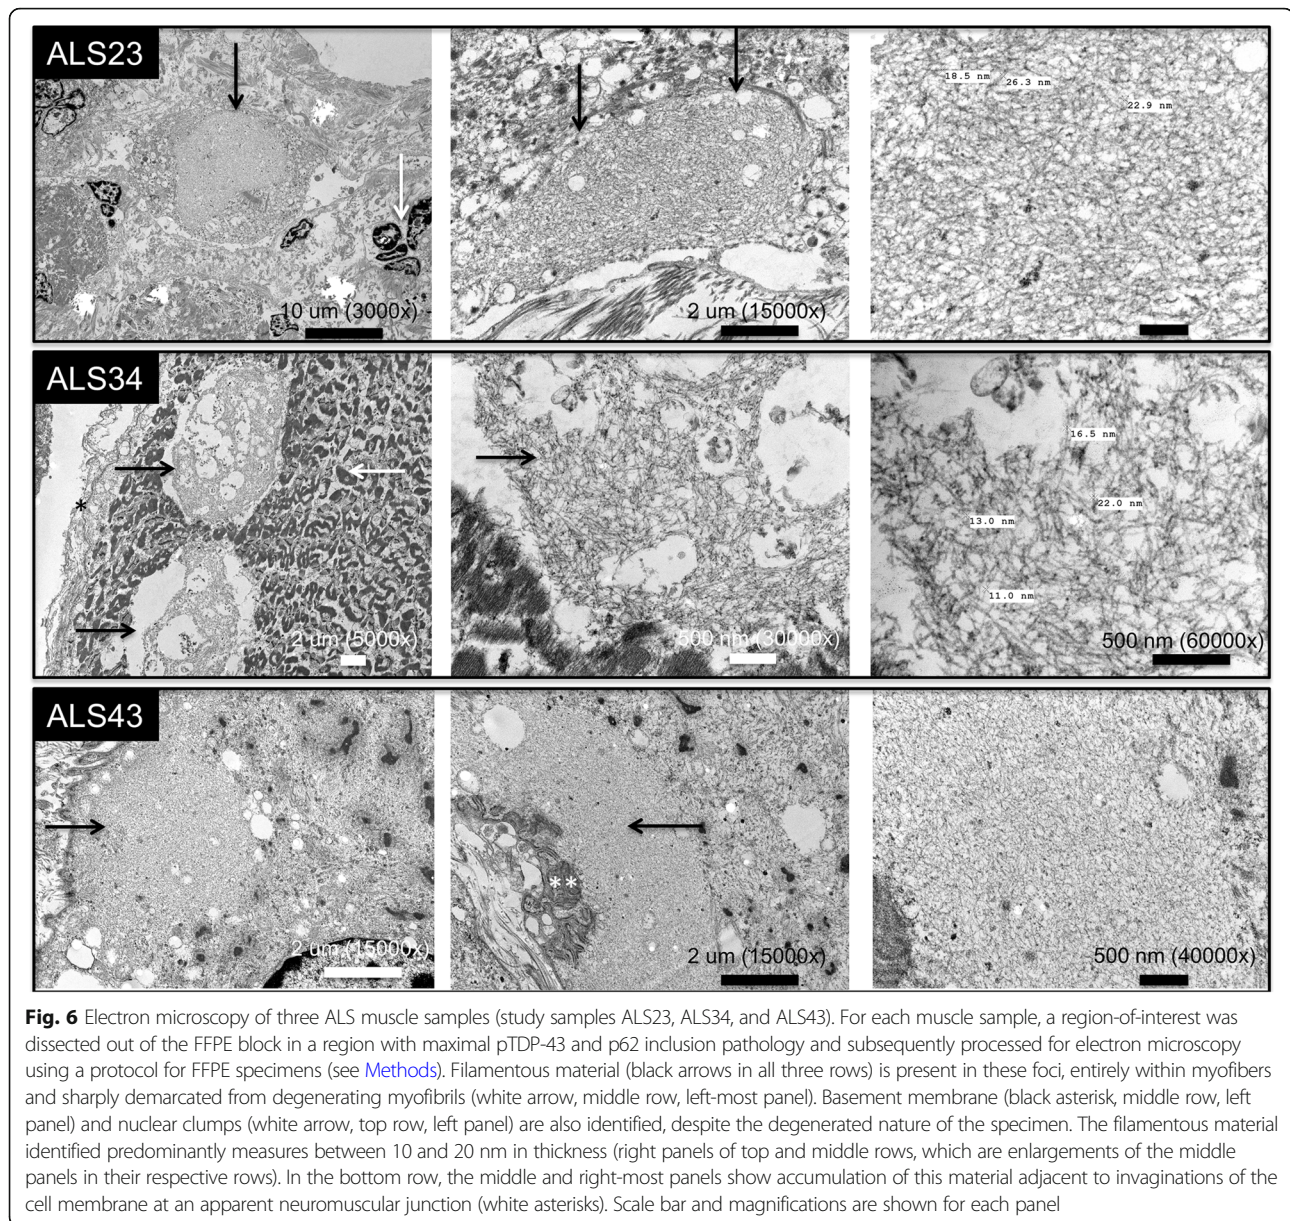 ALS23
10 um (3000x)
2 um (15000x)
18.5 nm
26.3 nm
22.9 nm
ALS34
*
2 um (5000x)
500 nm (30000x)
16.5 nm
22.0 nm
13.0 nm
11.0 nm
500 nm (60000x)
ALS43
2 um (15000x)
**
2 um (15000x)
500 nm (40000x)
Fig. 6 Electron microscopy of three ALS muscle samples (study samples ALS23, ALS34, and ALS43). For each muscle sample, a region-of-interest was
dissected out of the FFPE block in a region with maximal pTDP-43 and p62 inclusion pathology and subsequently processed for electron microscopy
using a protocol for FFPE specimens (see Methods). Filamentous material (black arrows in all three rows) is present in these foci, entirely within myofibers
and sharply demarcated from degenerating myofibrils (white arrow, middle row, left-most panel). Basement membrane (black asterisk, middle row, left
panel) and nuclear clumps (white arrow, top row, left panel) are also identified, despite the degenerated nature of the specimen. The filamentous material
identified predominantly measures between 10 and 20 nm in thickness (right panels of top and middle rows, which are enlargements of the middle
panels in their respective rows). In the bottom row, the middle and right-most panels show accumulation of this material adjacent to invaginations of the
cell membrane at an apparent neuromuscular junction (white asterisks). Scale bar and magnifications are shown for each panel